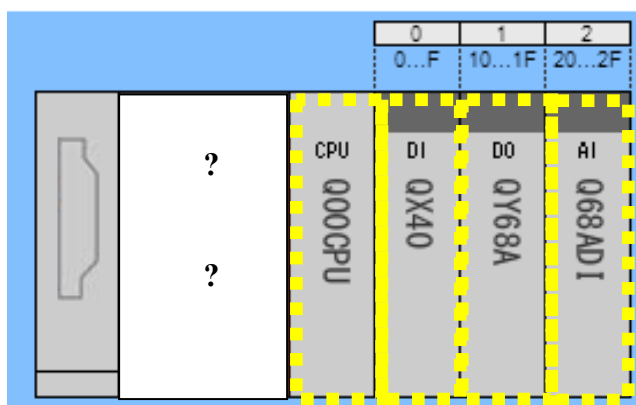 0 1 2
0...F 10...1F 20...2F
? CPU DI DO AI
? Q00CPU QX40 QY68A Q68ADI